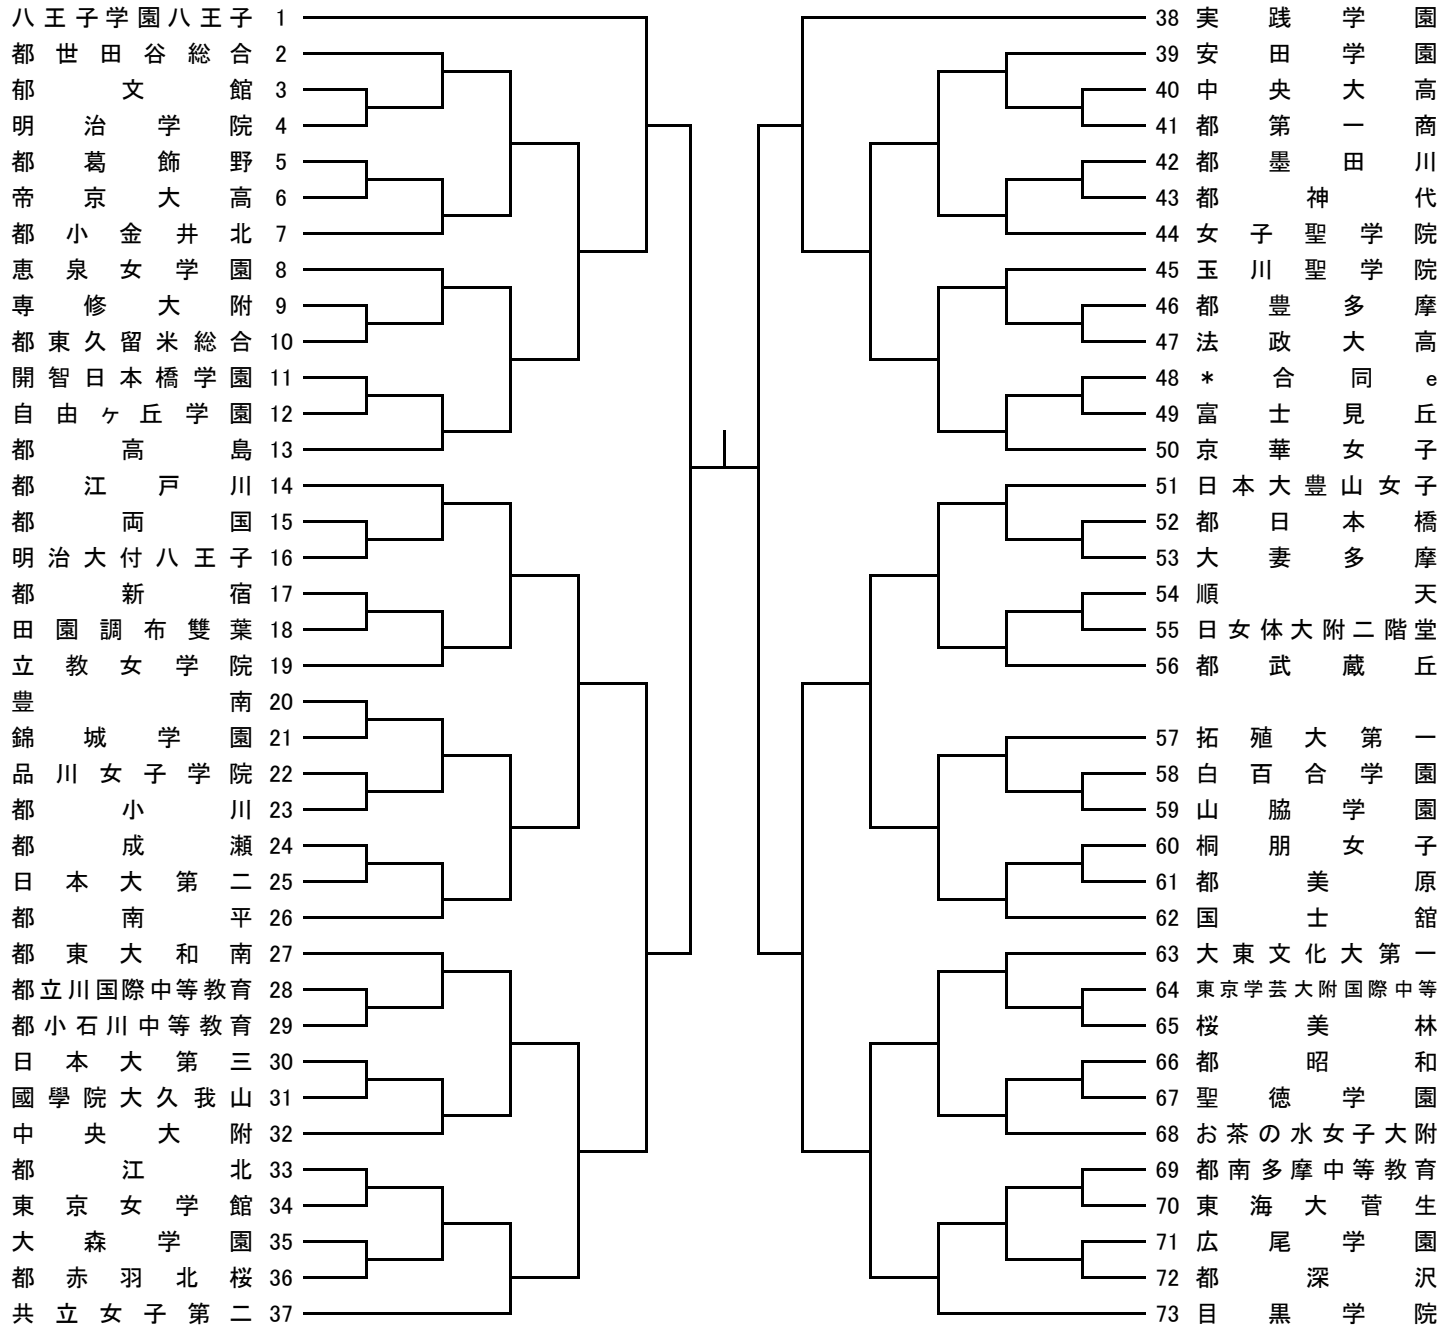 八王子学園八王子 1
都世田谷総合 2
郁文館 3
明治学院 4
都葛飾野 5
帝京大高 6
都小金井北 7
恵泉女学園 8
専修大附 9
都東久留米総合 10
開智日本橋学園 11
自由ヶ丘学園 12
都高島 13
都江戸川 14
都両国 15
明治大付八王子 16
都新宿 17
田園調布雙葉 18
立教女学院 19
豊南 20
錦城学園 21
品川女子学院 22
都小川 23
都成瀬 24
日本大第二 25
都南平 26
都東大和南 27
都立川国際中等教育 28
都小石川中等教育 29
日本大第三 30
國學院大久我山 31
中央大附 32
都江北 33
東京女学館 34
大森学園 35
都赤羽北桜 36
共立女子第二 37
38 実践学園
39 安田学園
40 中央大高
41 都第一商
42 都墨田川
43 都神代
44 女子聖学院
45 玉川聖学院
46 都豊多摩
47 法政大高
48 *合同e
49 富士見丘
50 京華女子
51 日本大豊山女子
52 都日本橋
53 大妻多摩
54 順天
55 日女体大附二階堂
56 都武蔵丘
57 拓殖大第一
58 白百合学園
59 山脇学園
60 桐朋女子
61 都美原
62 国士舘
63 大東文化大第一
64 東京学芸大附国際中等
65 桜美林
66 都昭和
67 聖徳学園
68 お茶の水女子大附
69 都南多摩中等教育
70 東海大菅生
71 広尾学園
72 都深沢
73 目黒学院